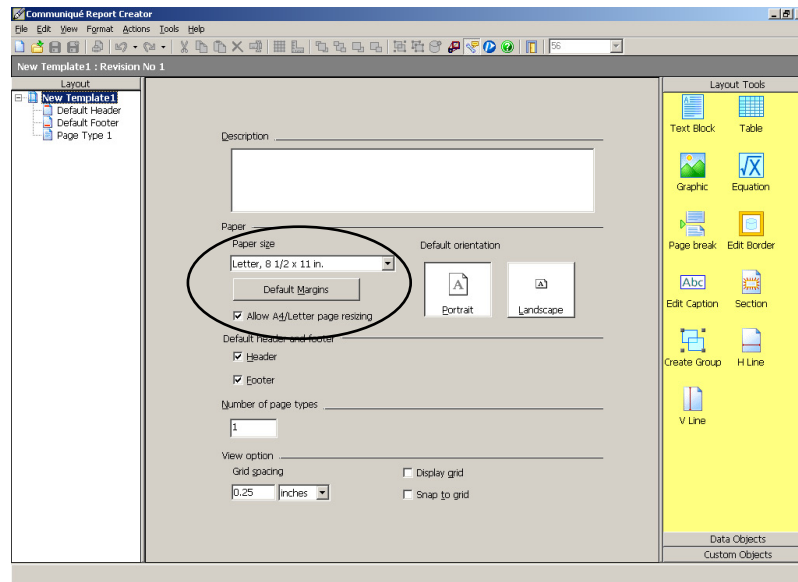 Communiqué Report Creator
File Edit View Format Actions Tools Help
56
New Template1 : Revision No 1
Layout
New Template1
Default Header
Default Footer
Page Type 1
Description
Paper
Paper size
Letter, 8 1/2 x 11 in.
Default Margins
Allow A4/Letter page resizing
Default orientation
A
Portrait
A
Landscape
Default header and footer
Header
Footer
Number of page types
1
View option
Grid spacing
0.25 inches
Display grid
Snap to grid
Layout Tools
Text Block Table
Graphic Equation
Page break Edit Border
Abc
Edit Caption Section
Create Group H Line
V Line
Data Objects
Custom Objects